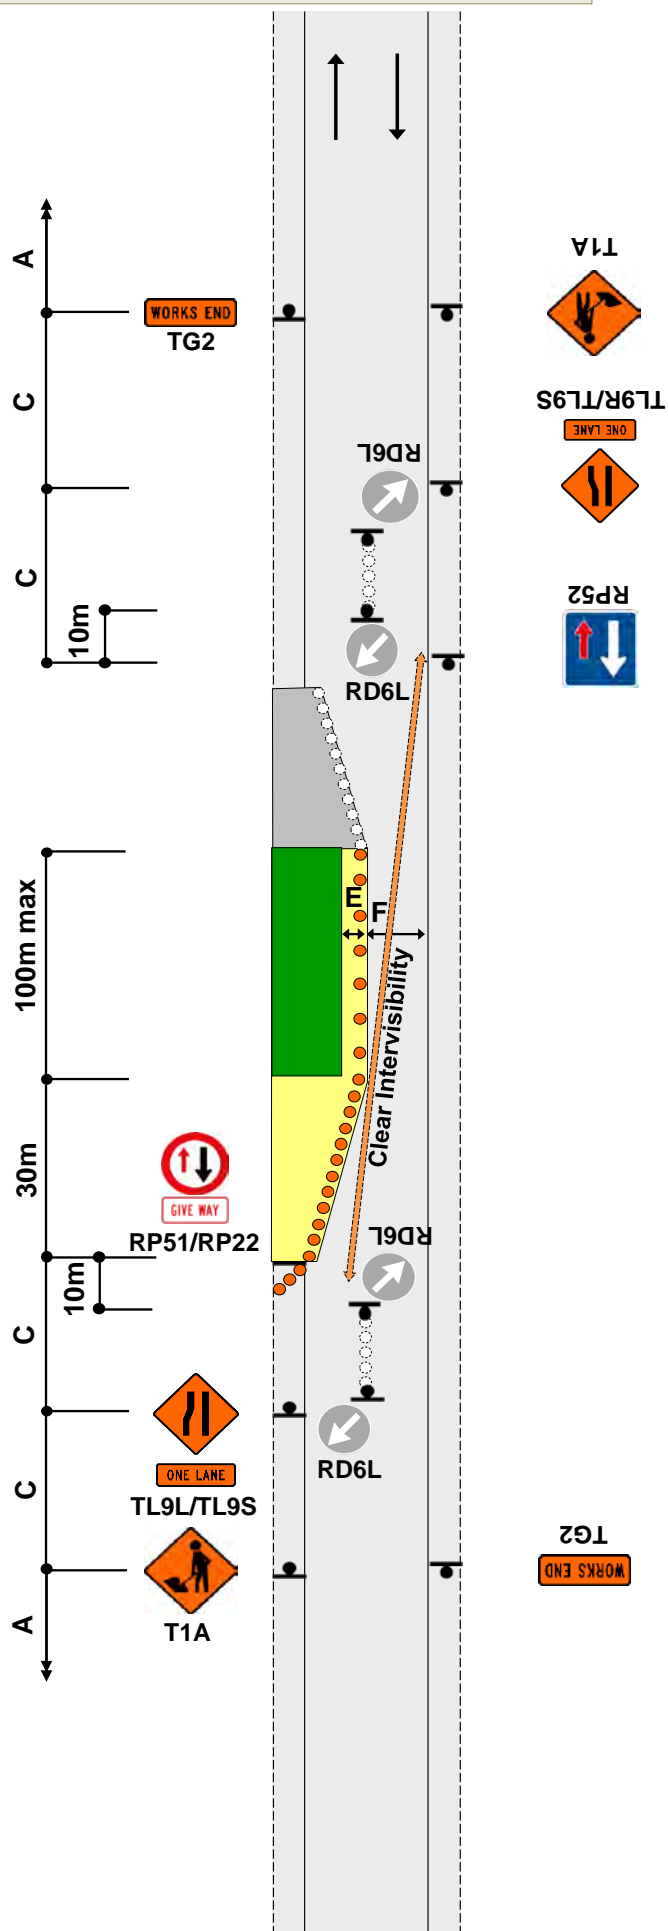 T1A
A
WORKS END
TG2
C
TL9R/TL9S
ONE LANE
RD6L
C
10m
RP52
RD6L
E
F
100m max
Clear Intervisibility
30m
GIVE WAY
RP51/RP22
RD6L
10m
C
ONE LANE
RD6L
C
TL9L/TL9S
TG2
WORKS END
A
T1A